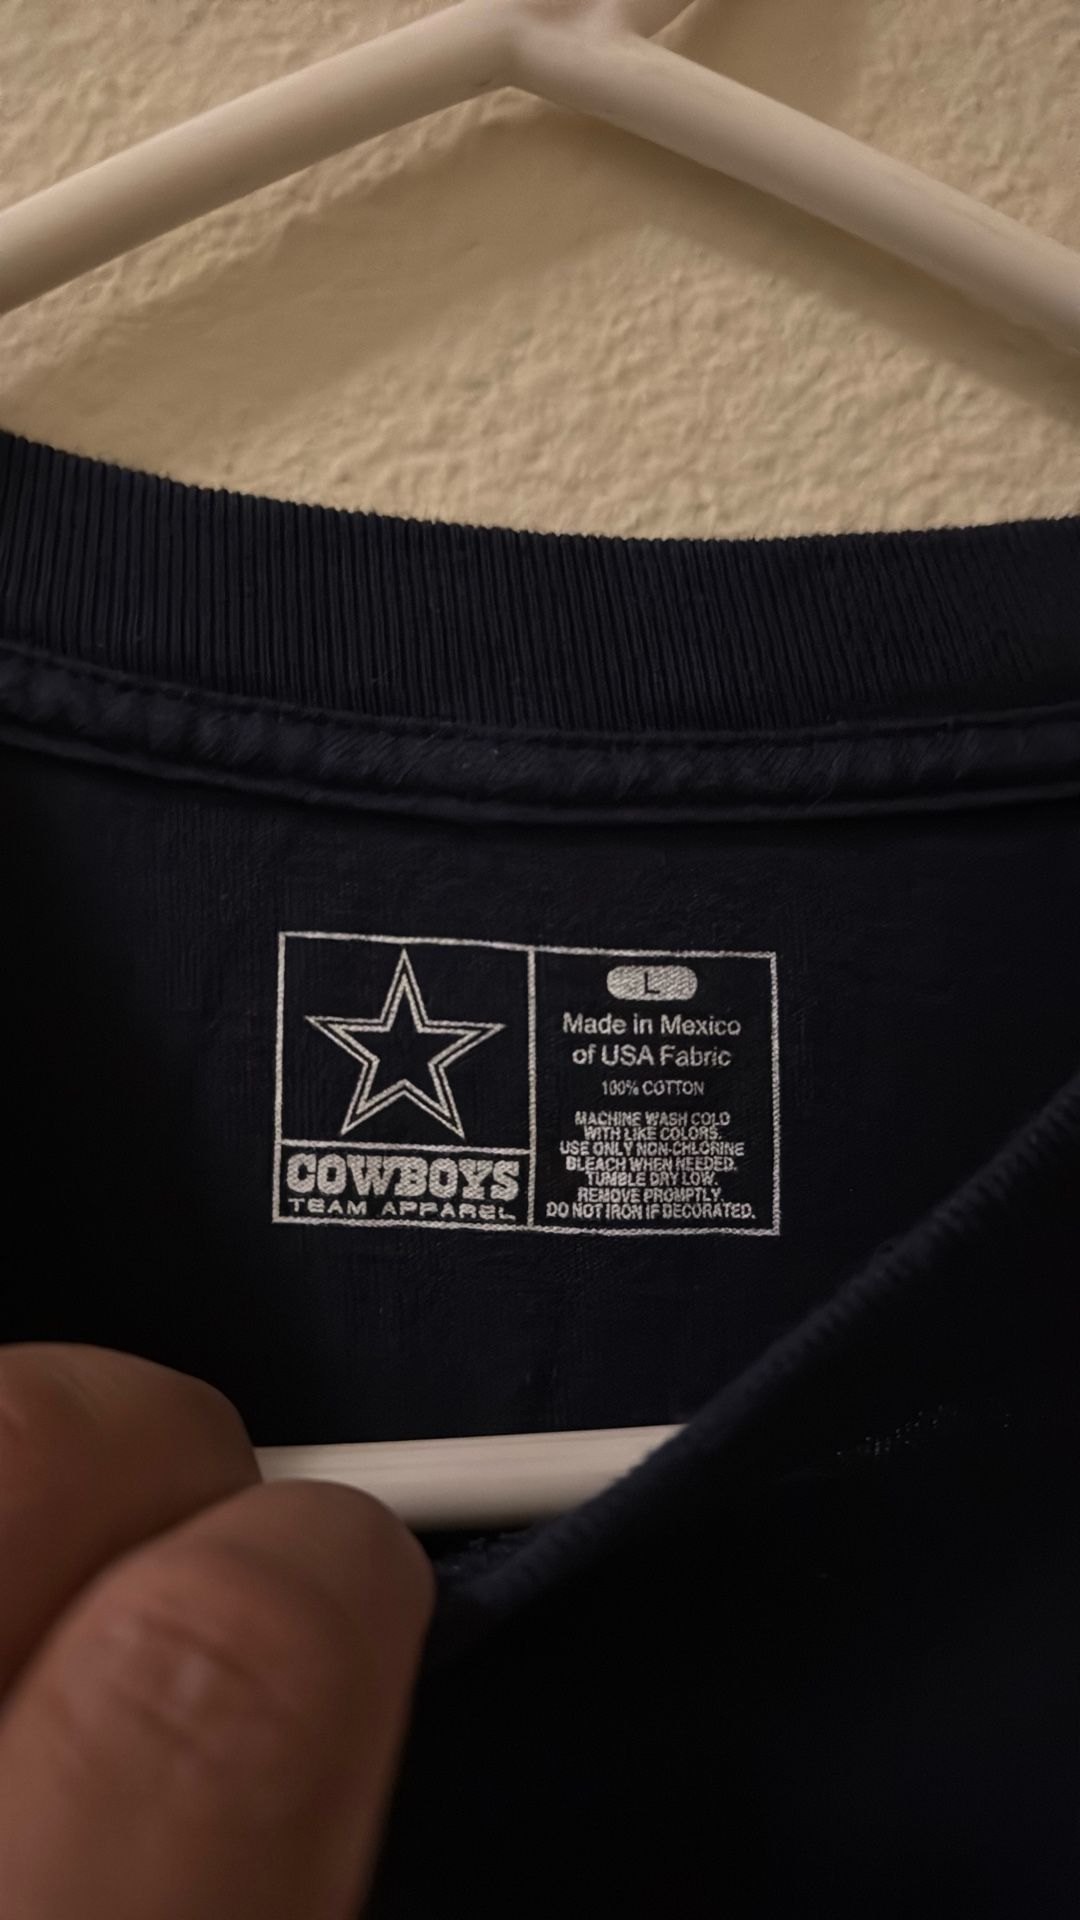 COWBOYS
TEAM APPAREL
L
Made in Mexico
of USA Fabric
100% COTTON
MACHINE WASH COLD
WITH LIKE COLORS.
USE ONLY NON-CHLORINE
BLEACH WHEN NEEDED.
TUMBLE DRY LOW.
REMOVE PROMPTLY.
DO NOT IRON IF DECORATED.